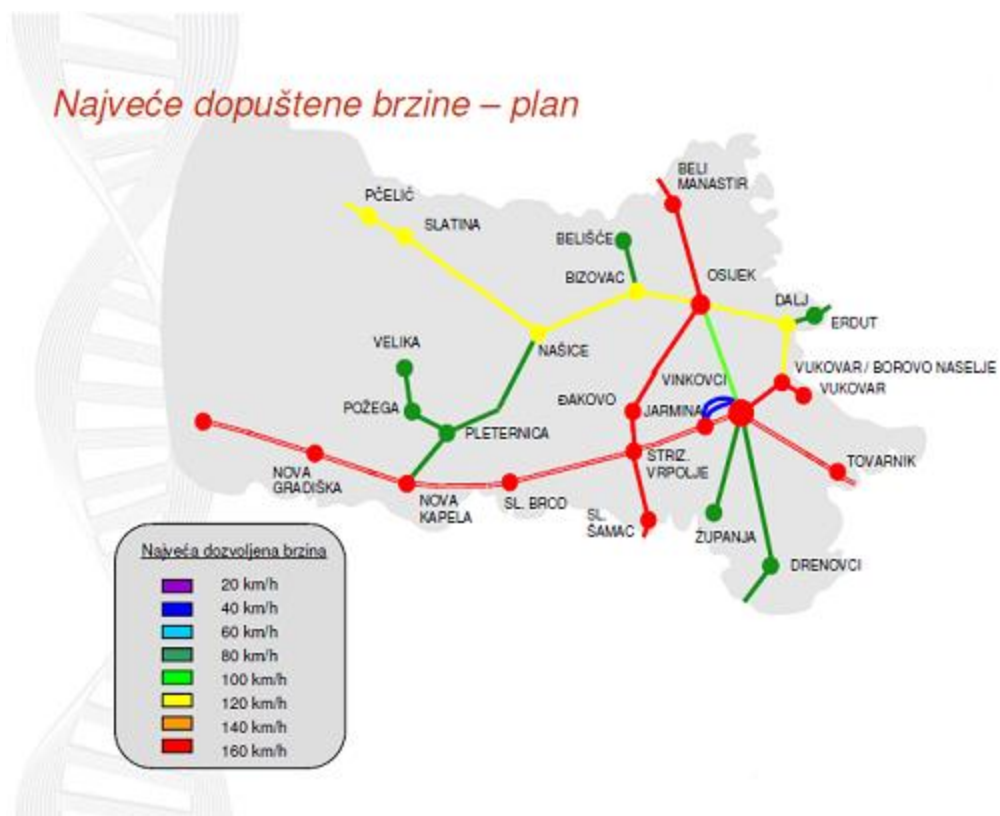 Najveće dopuštene brzine – plan
BELI
MANASTIR
PČELIĆ
SLATINA
BELIŠĆE
BIZOVAC
OSIJEK
DALJ
ERDUT
VELIKA
NAŠICE
VUKOVAR / BOROVO NASELJE
VINKOVCI
VUKOVAR
ĐAKOVO
JARMINA
POŽEGA
PLETERNICA
STRIZ.
VRPOLJE
TOVARNIK
NOVA
GRADIŠKA
NOVA
KAPELA
SL. BROD
SL.
ŠAMAC
ŽUPANJA
DRENOVCI
Najveća dozvoljena brzina
20 km/h
40 km/h
60 km/h
80 km/h
100 km/h
120 km/h
140 km/h
160 km/h